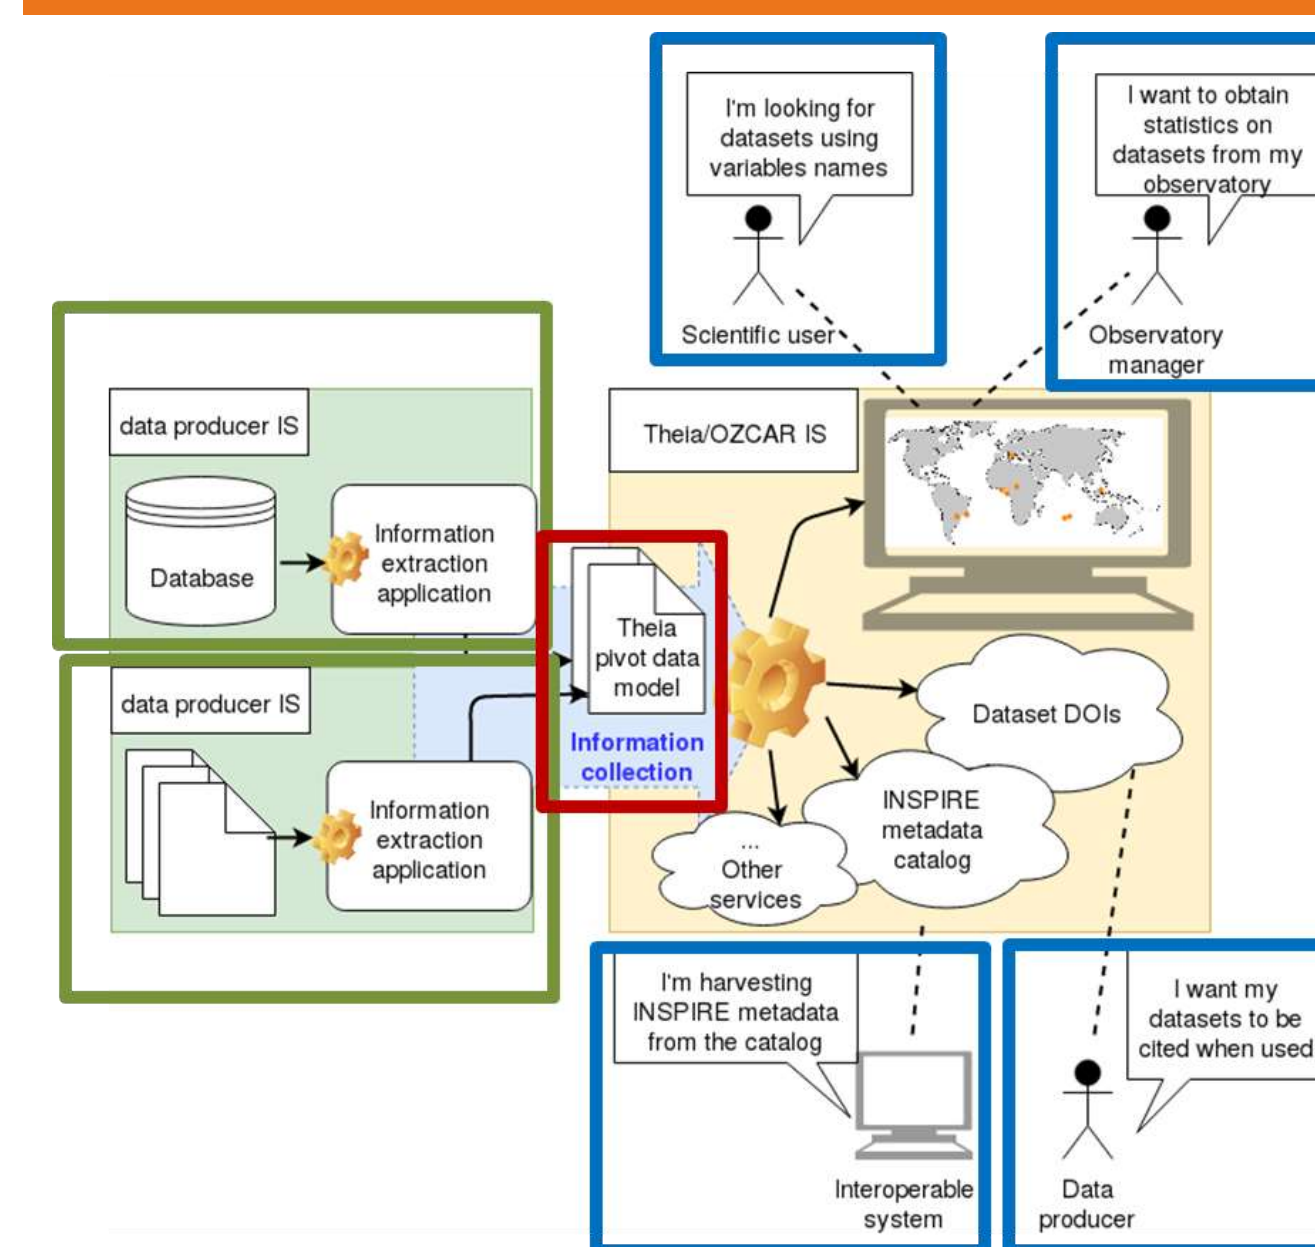 I'm looking for
datasets using
variables names
Scientific user
I want to obtain
statistics on
datasets from my
observatory
Observatory
manager
data producer IS
Database
Information
extraction
application
data producer IS
Information
extraction
application
Theia
pivot data
model
Information
collection
Theia/OZCAR IS
Dataset DOIs
INSPIRE
metadata
catalog
...
Other
services
I'm harvesting
INSPIRE metadata
from the catalog
Interoperable
system
I want my
datasets to be
cited when used
Data
producer